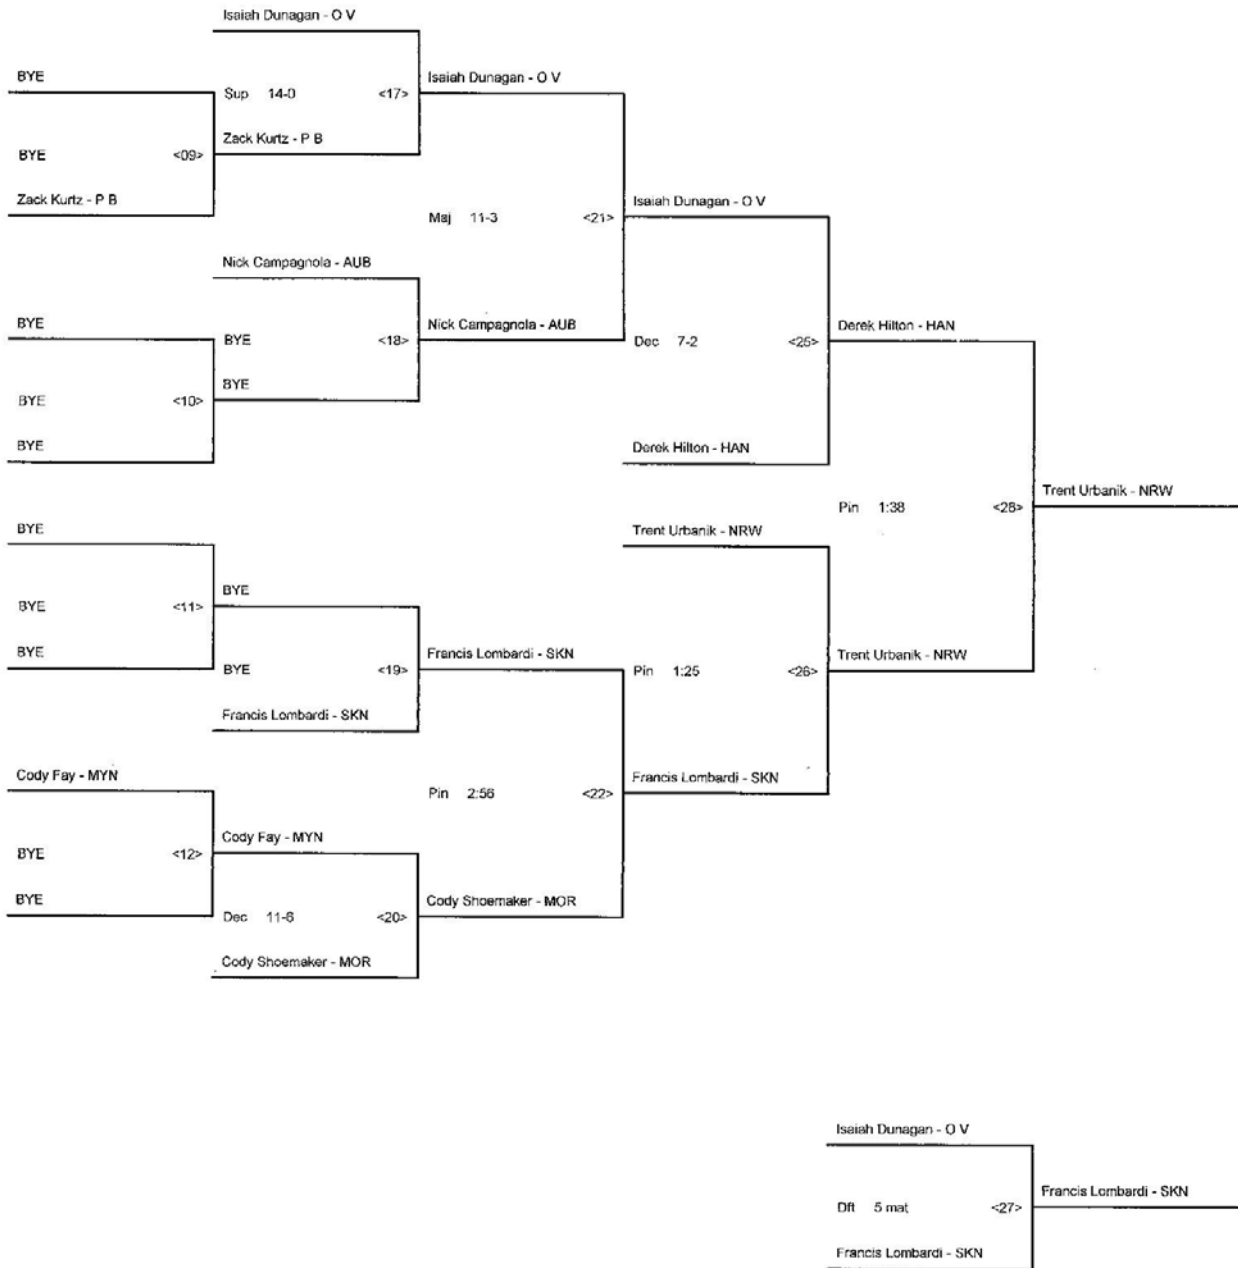 Isaiah Dunagan - O V
BYE
Isaiah Dunagan - O V
Sup 14-0 <17>
Zack Kurtz - P B
BYE <09>
Zack Kurtz - P B
Isaiah Dunagan - O V
Maj 11-3 <21>
Nick Campagnola - AUB
BYE
BYE <18>
Nick Campagnola - AUB
Derek Hilton - HAN
Dec 7-2 <25>
BYE
BYE <10>
BYE
Derek Hilton - HAN
Trent Urbanik - NRW
Pin 1:38 <28>
BYE
Trent Urbanik - NRW
BYE
BYE <11>
BYE
Francis Lombardi - SKN
Trent Urbanik - NRW
BYE <19>
Pin 1:25 <26>
Francis Lombardi - SKN
Cody Fay - MYN
Francis Lombardi - SKN
Pin 2:56 <22>
Cody Fay - MYN
BYE <12>
BYE
Cody Shoemaker - MOR
Dec 11-6 <20>
Cody Shoemaker - MOR
Isaiah Dunagan - O V
Francis Lombardi - SKN
Dft 5 mat <27>
Francis Lombardi - SKN